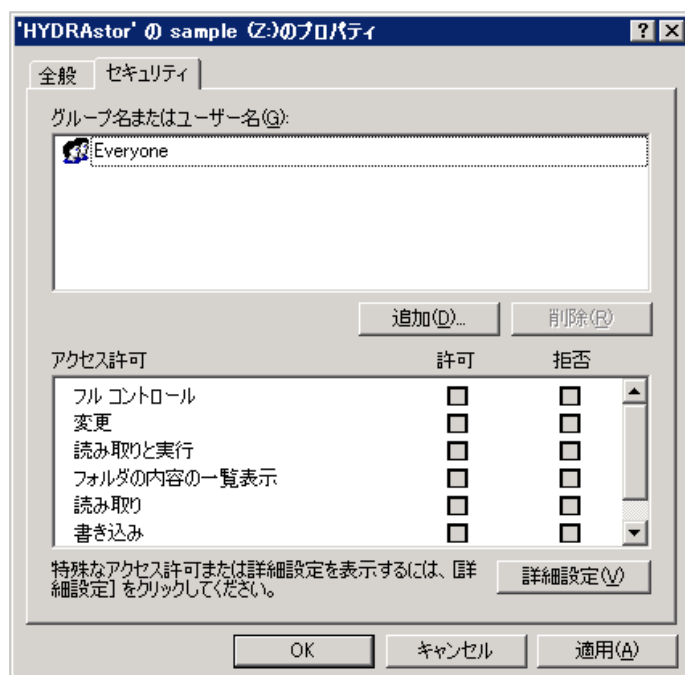 'HYDRAstor' の sample (Z:)のプロパティ
全般 セキュリティ
グループ名またはユーザー名(G):
Everyone
追加(D)... 削除(R)
アクセス許可 許可 拒否
フル コントロール
変更
読み取りと実行
フォルダの内容の一覧表示
読み取り
書き込み
特殊なアクセス許可または詳細設定を表示するには、[詳
細設定] をクリックしてください。
詳細設定(V)
OK キャンセル 適用(A)